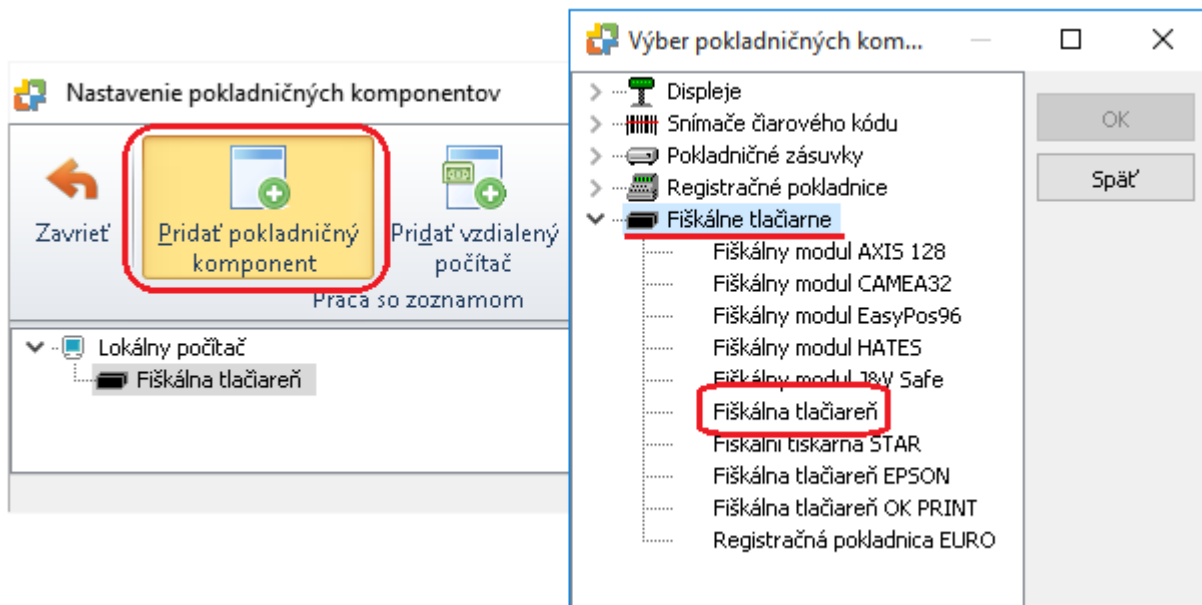 Nastavenie pokladničných komponentov
Zavrieť
Pridať pokladničný
komponent
Pridať vzdialený
počítač
Práca so zoznamom
Lokálny počítač
Fiškálna tlačiareň
Výber pokladničných kom...
Displeje
Snímače čiarového kódu
Pokladničné zásuvky
Registračné pokladnice
Fiškálne tlačiarne
Fiškálny modul AXIS 128
Fiškálny modul CAMEA32
Fiškálny modul EasyPos96
Fiškálny modul HATES
Fiškálny modul J&V Safe
Fiškálna tlačiareň
Fiskální tiskárna STAR
Fiškálna tlačiareň EPSON
Fiškálna tlačiareň OK PRINT
Registračná pokladnica EURO
OK
Späť